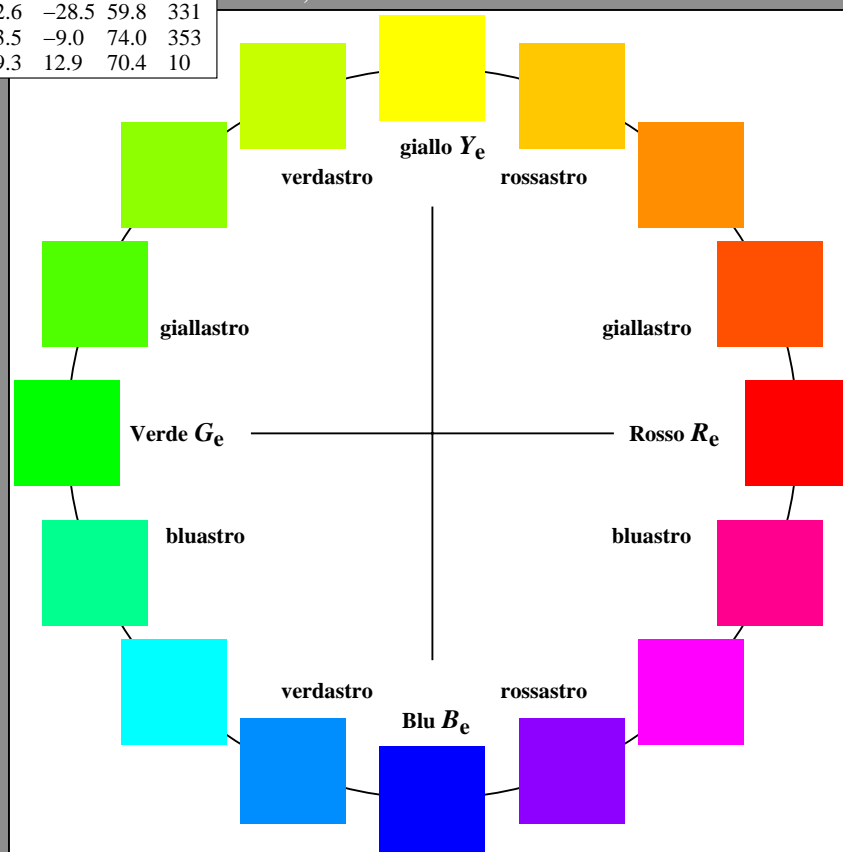 −28.5 59.8 331
−9.0 74.0 353
12.9 70.4 10
giallo Ye
verdastro rossastro
giallastro giallastro
Verde Ge Rosso Re
bluastro bluastro
verdastro rossastro
Blu Be